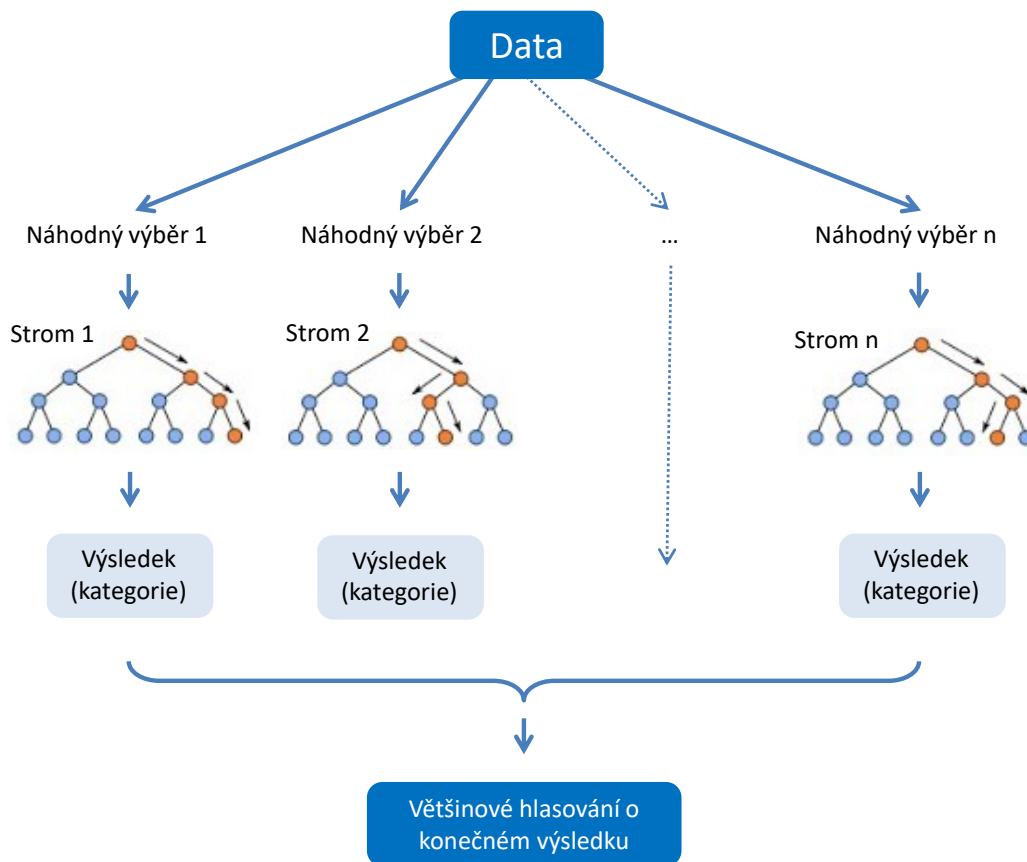 Data
Náhodný výběr 1
Náhodný výběr 2
...
Náhodný výběr n
Strom 1
Strom 2
Strom n
Výsledek
(kategorie)
Výsledek
(kategorie)
Výsledek
(kategorie)
Většinové hlasování o
konečném výsledku